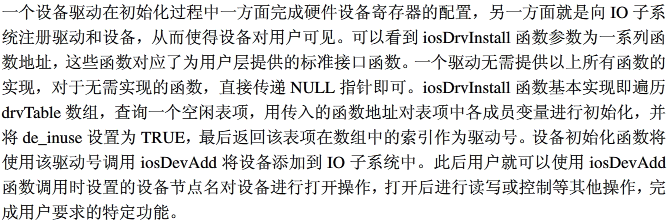 一个设备驱动在初始化过程中一方面完成硬件设备寄存器的配置，另一方面就是向 IO 子系
统注册驱动和设备，从而使得设备对用户可见。可以看到 iosDrvInstall 函数参数为一系列函
数地址，这些函数对应了为用户层提供的标准接口函数。一个驱动无需提供以上所有函数的
实现，对于无需实现的函数，直接传递 NULL 指针即可。iosDrvInstall 函数基本实现即遍历
drvTable 数组，查询一个空闲表项，用传入的函数地址对表项中各成员变量进行初始化，并
将 de_inuse 设置为 TRUE，最后返回该表项在数组中的索引作为驱动号。设备初始化函数将
使用该驱动号调用 iosDevAdd 将设备添加到 IO 子系统中。此后用户就可以使用 iosDevAdd
函数调用时设置的设备节点名对设备进行打开操作，打开后进行读写或控制等其他操作，完
成用户要求的特定功能。